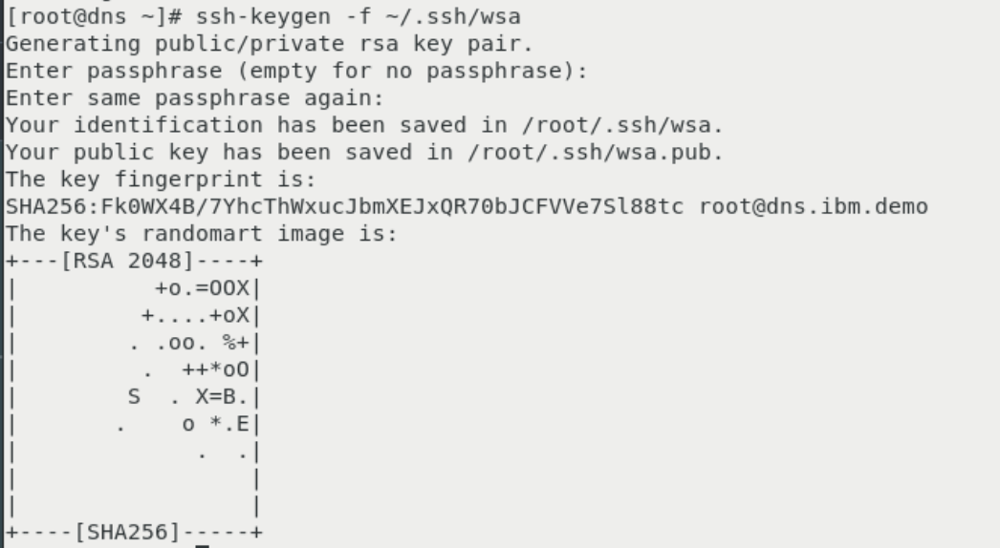 [root@dns ~]# ssh-keygen -f ~/.ssh/wsa
Generating public/private rsa key pair.
Enter passphrase (empty for no passphrase):
Enter same passphrase again:
Your identification has been saved in /root/.ssh/wsa.
Your public key has been saved in /root/.ssh/wsa.pub.
The key fingerprint is:
SHA256:Fk0WX4B/7YhcThWxucJbmXEJxQR70bJCFVVe7Sl88tc root@dns.ibm.demo
The key's randomart image is:
+---[RSA 2048]----+
|          +o.=OOX|
|         +....+oX|
|        . .oo. %+|
|         .  ++*oO|
|        S  . X=B.|
|       .    o *.E|
|             .  .|
|                 |
|                 |
+----[SHA256]-----+